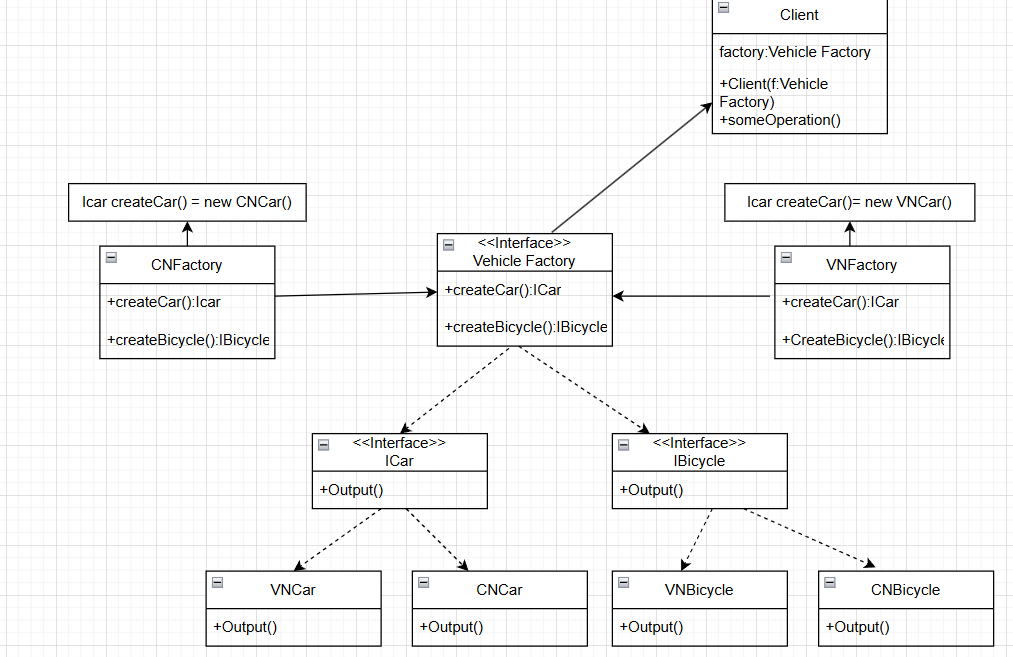 Client
factory:Vehicle Factory
+Client(f:Vehicle
Factory)
+someOperation()
Icar createCar() = new CNCar()
Icar createCar()= new VNCar()
CNFactory
+createCar():Icar
+createBicycle():IBicycle
<<Interface>>
Vehicle Factory
+createCar():ICar
+createBicycle():IBicycle
VNFactory
+createCar():ICar
+CreateBicycle():IBicycle
<<Interface>>
ICar
+Output()
<<Interface>>
IBicycle
+Output()
VNCar
+Output()
CNCar
+Output()
VNBicycle
+Output()
CNBicycle
+Output()